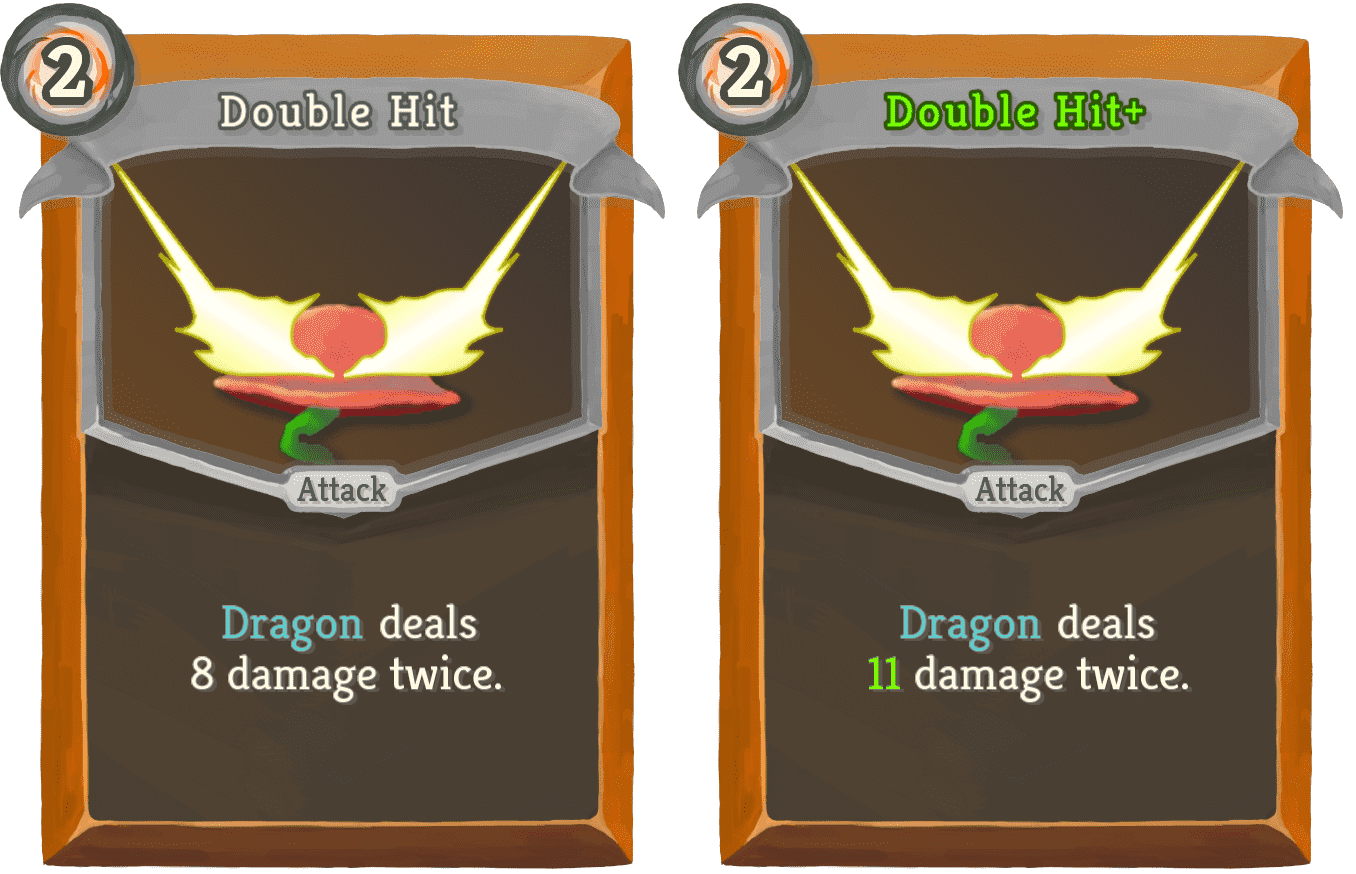 2
Double Hit
Attack
Dragon deals
8 damage twice.
2
Double Hit+
Attack
Dragon deals
11 damage twice.